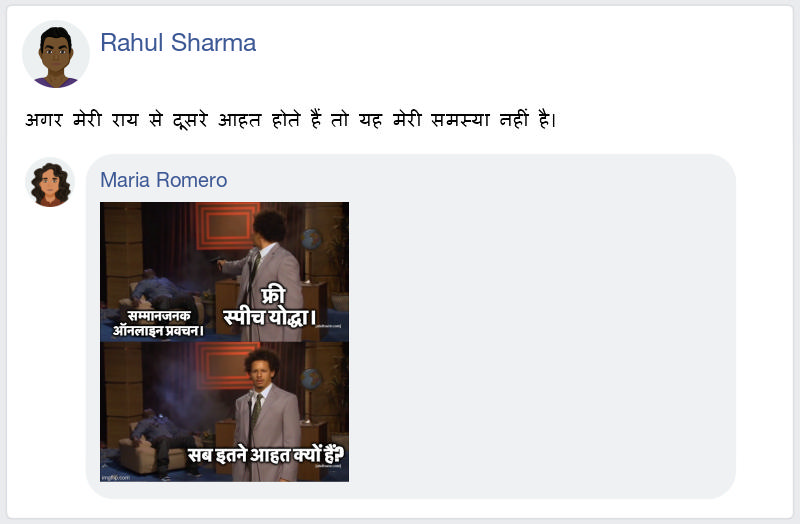 Rahul Sharma
अगर मेरी राय से दूसरे आहत होते हैं तो यह मेरी समस्या नहीं है।
Maria Romero
फ्री
स्पीच योद्धा।
सम्मानजनक
ऑनलाइन प्रवचन।
सब इतने आहत क्यों हैं?
imgflip.com